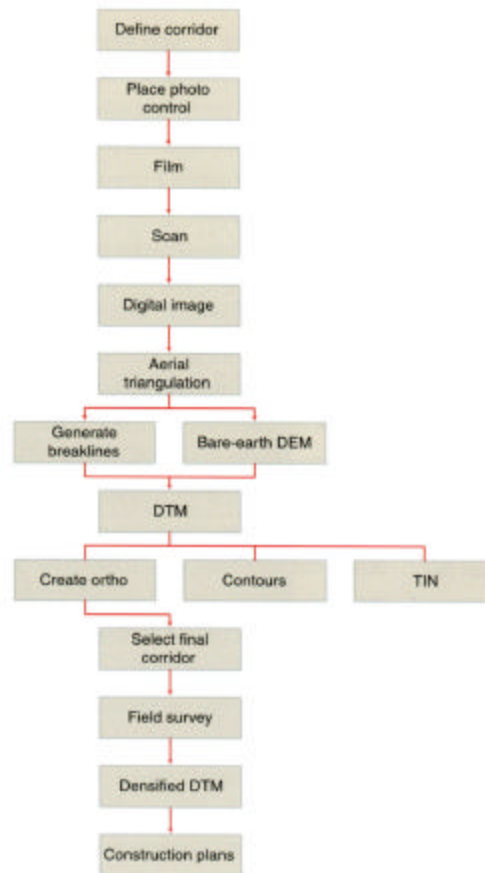 Define corridor
Place photo
control
Film
Scan
Digital image
Aerial
triangulation
Generate
breaklines
Bare-earth DEM
DTM
Create ortho
Contours
TIN
Select final
corridor
Field survey
Densified DTM
Construction plans